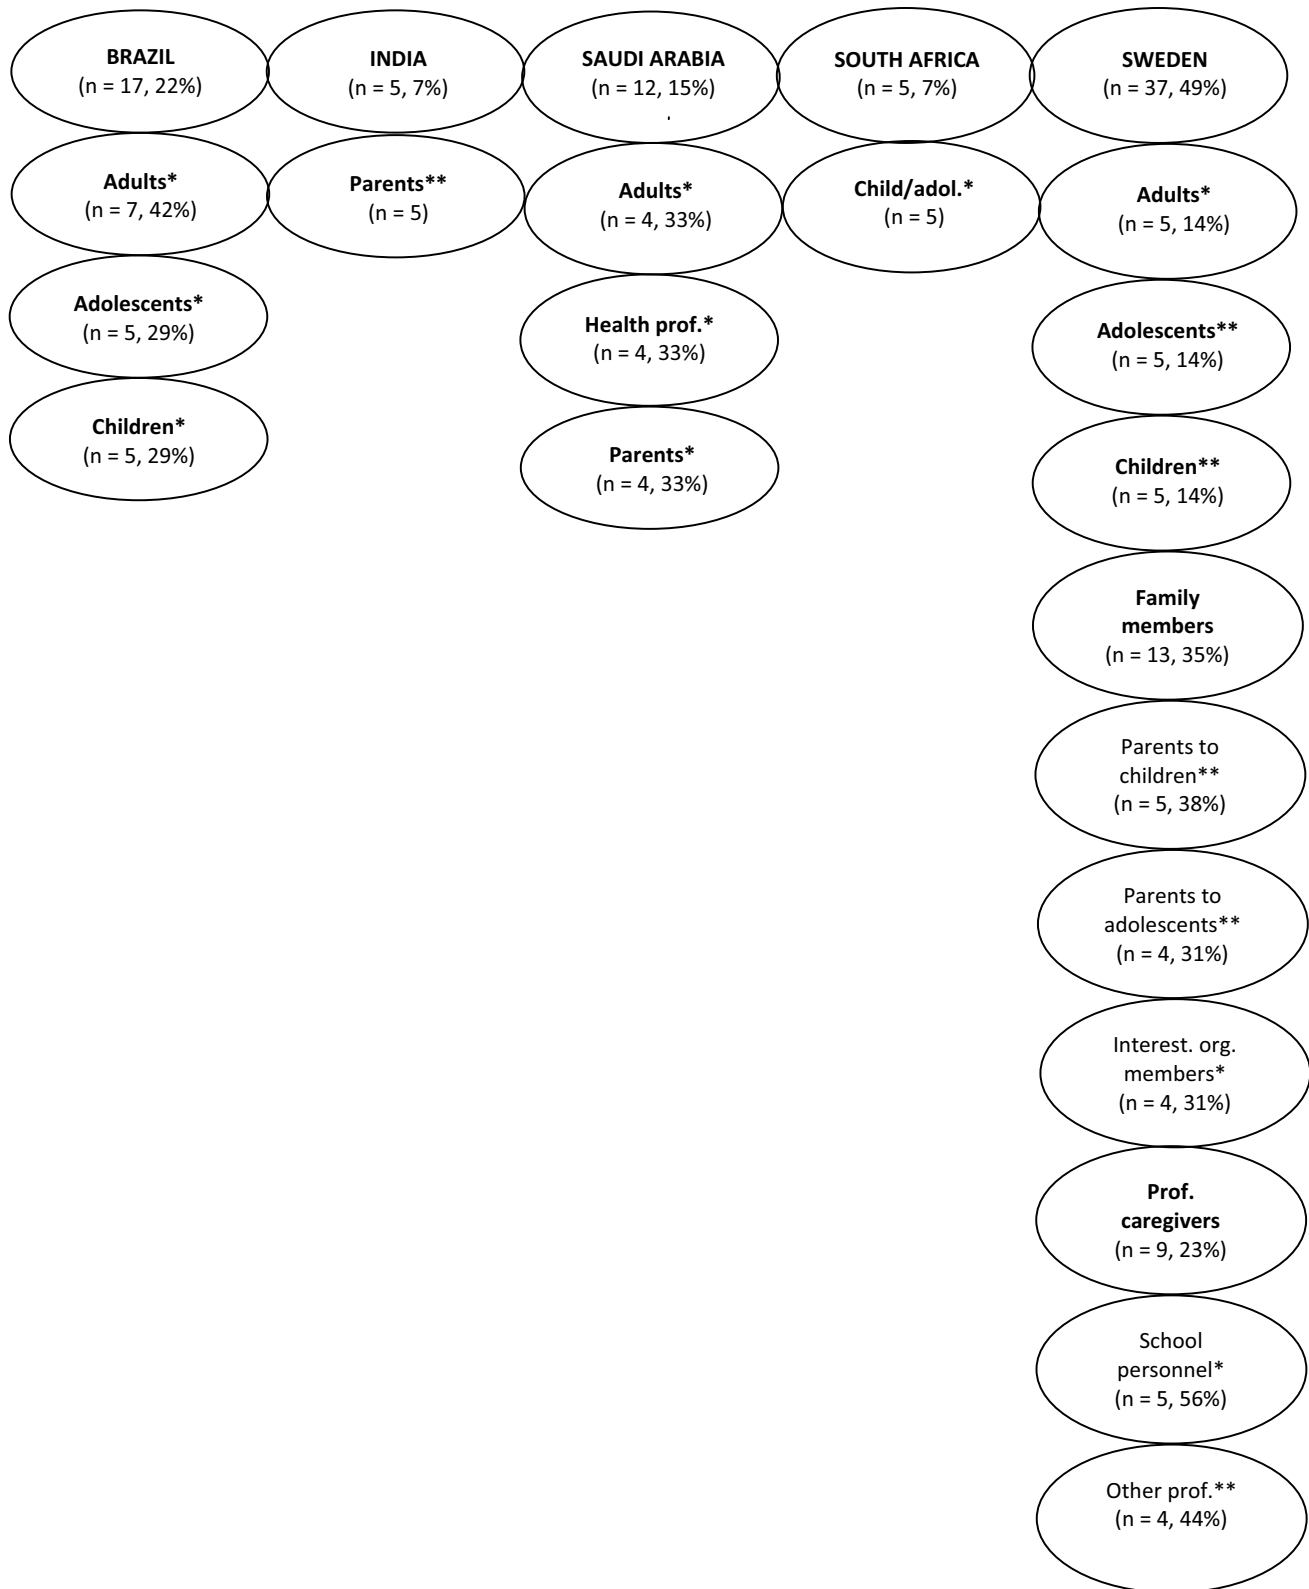 BRAZIL
(n = 17, 22%)
INDIA
(n = 5, 7%)
SAUDI ARABIA
(n = 12, 15%)
SOUTH AFRICA
(n = 5, 7%)
SWEDEN
(n = 37, 49%)
Adults*
(n = 7, 42%)
Parents**
(n = 5)
Adults*
(n = 4, 33%)
Child/adol.*
(n = 5)
Adults*
(n = 5, 14%)
Adolescents*
(n = 5, 29%)
Health prof.*
(n = 4, 33%)
Adolescents**
(n = 5, 14%)
Children*
(n = 5, 29%)
Parents*
(n = 4, 33%)
Children**
(n = 5, 14%)
Family
members
(n = 13, 35%)
Parents to
children**
(n = 5, 38%)
Parents to
adolescents**
(n = 4, 31%)
Interest. org.
members*
(n = 4, 31%)
Prof.
caregivers
(n = 9, 23%)
School
personnel*
(n = 5, 56%)
Other prof.**
(n = 4, 44%)